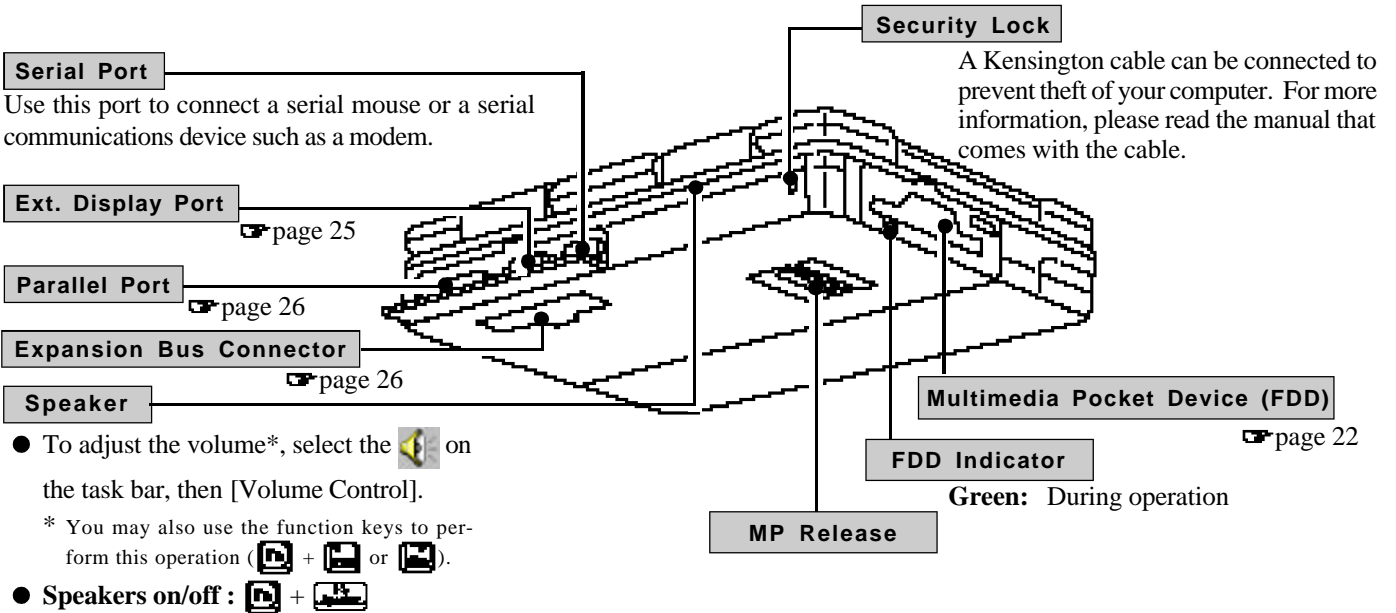 Security Lock
A Kensington cable can be connected to
prevent theft of your computer. For more
information, please read the manual that
comes with the cable.
Serial Port
Use this port to connect a serial mouse or a serial
communications device such as a modem.
Ext. Display Port
page 25
Parallel Port
page 26
Expansion Bus Connector
page 26
Speaker
● To adjust the volume*, select the on
the task bar, then [Volume Control].
* You may also use the function keys to per-
form this operation ( + or ).
● Speakers on/off : +
Multimedia Pocket Device (FDD)
page 22
FDD Indicator
Green: During operation
MP Release